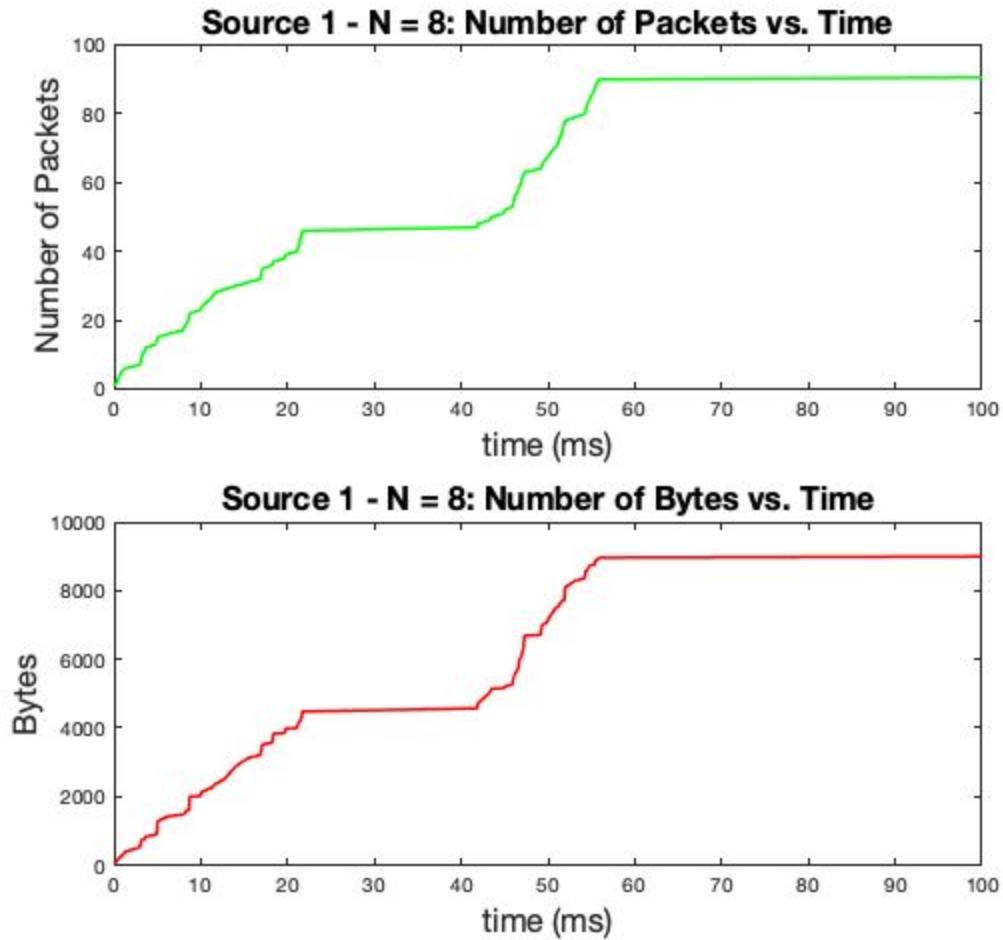 Source 1 - N = 8: Number of Packets vs. Time
100
80
60
40
20
0
Number of Packets
0 10 20 30 40 50 60 70 80 90 100
time (ms)
Source 1 - N = 8: Number of Bytes vs. Time
10000
8000
6000
4000
2000
0
Bytes
0 10 20 30 40 50 60 70 80 90 100
time (ms)